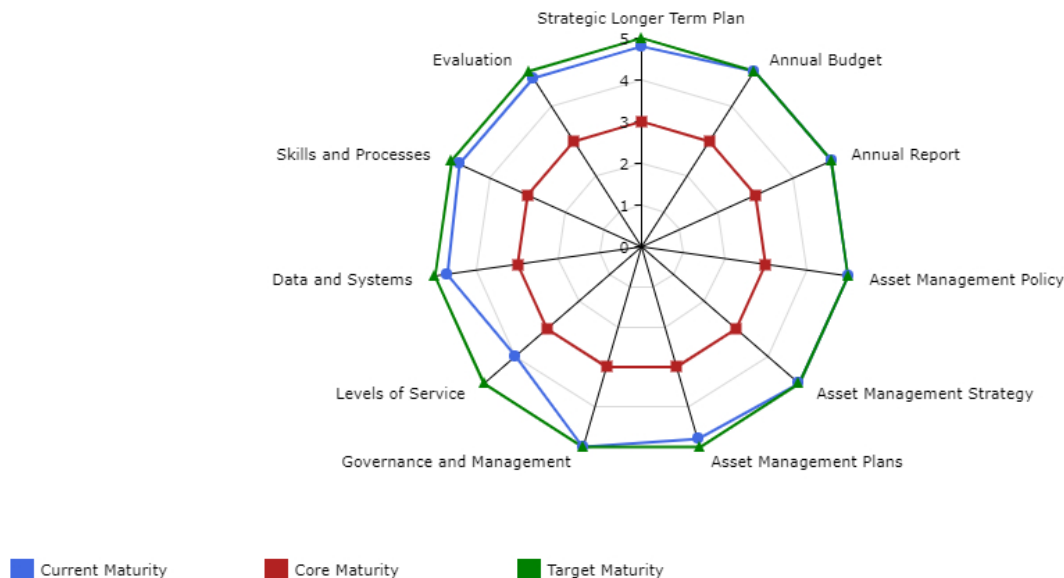 Strategic Longer Term Plan
Evaluation
Annual Budget
Skills and Processes
Annual Report
Data and Systems
Asset Management Policy
Levels of Service
Asset Management Strategy
Governance and Management
Asset Management Plans
5
4
3
2
1
0
Current Maturity
Core Maturity
Target Maturity